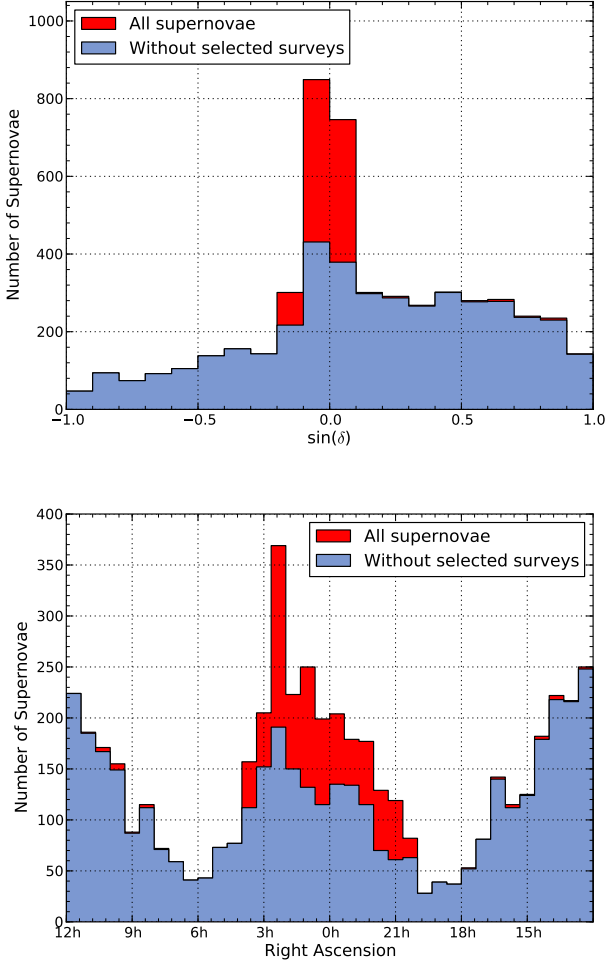 1000
800
600
400
200
0
Number of Supernovae
All supernovae
Without selected surveys
−1.0 −0.5 0.0 0.5 1.0
sin(δ)
400
350
300
250
200
150
100
50
0
Number of Supernovae
All supernovae
Without selected surveys
12h 9h 6h 3h 0h 21h 18h 15h
Right Ascension